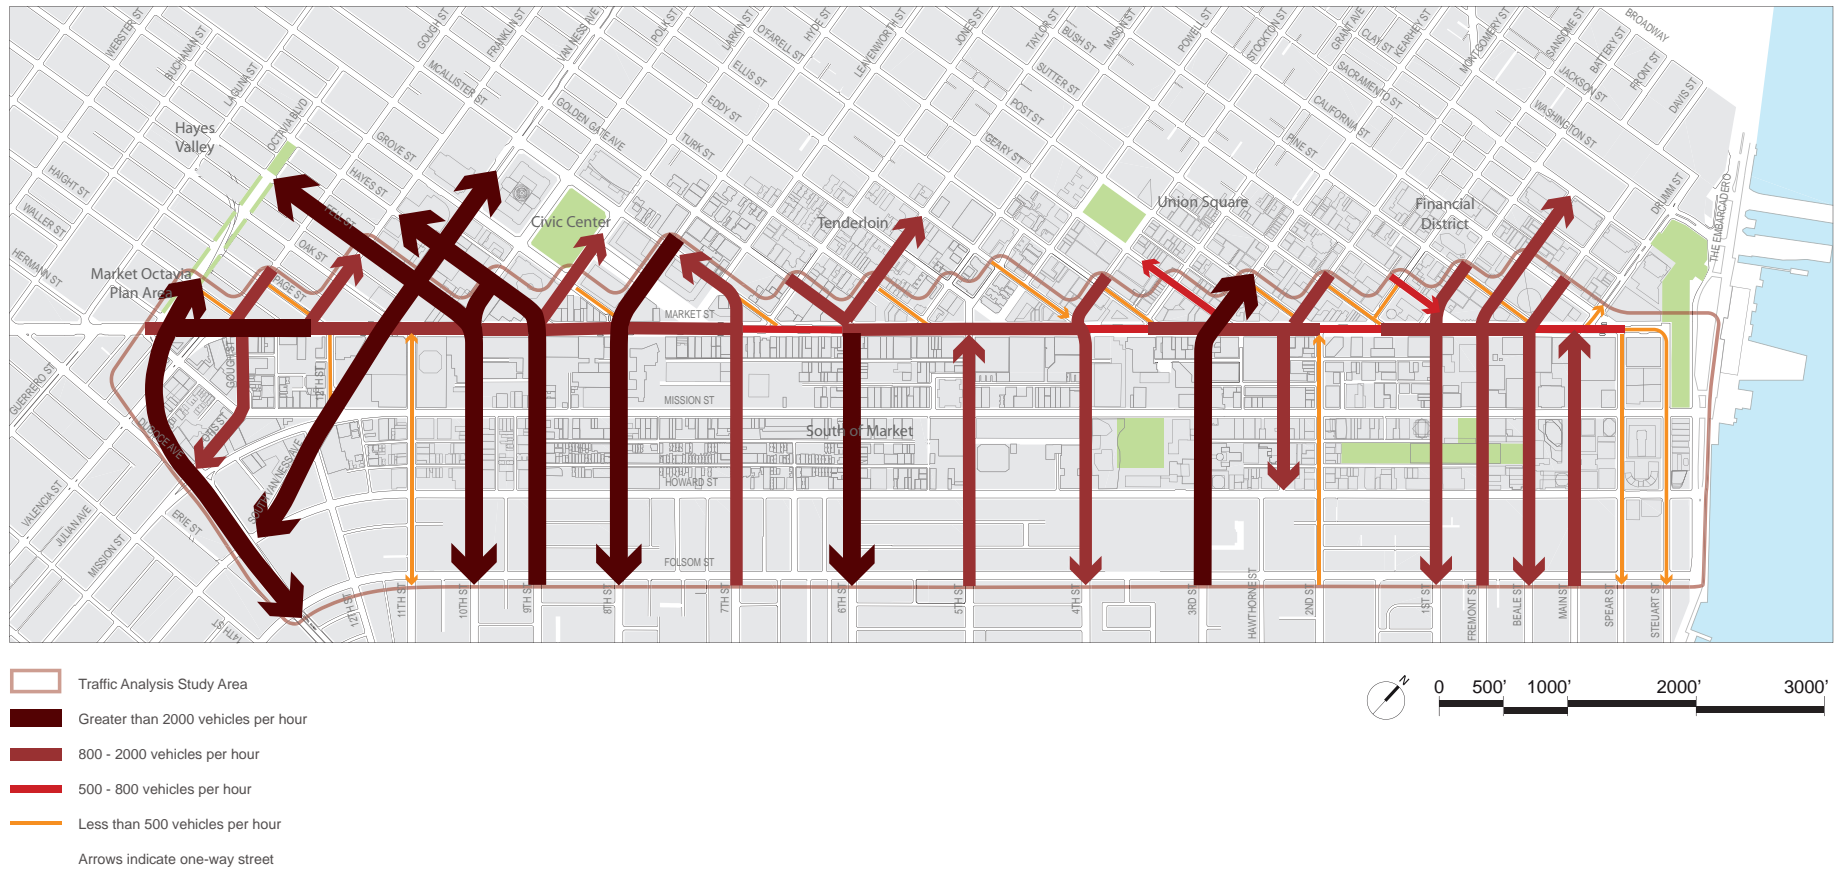 WEBSTER ST
BUCHANAN ST
LAGUNA ST
OCTAVIA BLVD
GOUGH ST
FRANKLIN ST
VAN NESS AVE
POLK ST
LARKIN ST
HYDE ST
LEAVENWORTH ST
JONES ST
TAYLOR ST
MASON ST
POWELL ST
STOCKTON ST
GRANT AVE
KEARNEY ST
MONTGOMERY ST
SANSOME ST
BATTERY ST
FRONT ST
DAVIS ST
DRUMM ST
BROADWAY
THE EMBARCADERO
O'FARELL ST
BUSH ST
CLAY ST
JACKSON ST
MCALLISTER ST
ELLIS ST
SUTTER ST
SACRAMENTO ST
WASHINGTON ST
GOLDEN GATE AVE
EDDY ST
POST ST
CALIFORNIA ST
GROVE ST
TURK ST
GEARY ST
PINE ST
HAYES ST
FELL ST
OAK ST
PAGE ST
HAIGHT ST
WALLER ST
HERMANN ST
Hayes
Valley
Civic Center
Tenderloin
Union Square
Financial
District
Market Octavia
Plan Area
South of Market
MARKET ST
MISSION ST
HOWARD ST
FOLSOM ST
GUERRERO ST
VALENCIA ST
JULIAN AVE
MISSION ST
ERIE ST
14TH ST
DUBOCE AVE
OTIS ST
GOUGH ST
12TH ST
SOUTH VAN NESS AVE
12TH ST
11TH ST
10TH ST
9TH ST
8TH ST
7TH ST
6TH ST
5TH ST
4TH ST
3RD ST
HAWTHORNE ST
2ND ST
1ST ST
FREMONT ST
BEALE ST
MAIN ST
SPEAR ST
STEUART ST
Traffic Analysis Study Area
Greater than 2000 vehicles per hour
800 - 2000 vehicles per hour
500 - 800 vehicles per hour
Less than 500 vehicles per hour
Arrows indicate one-way street
N
0 500' 1000' 2000' 3000'